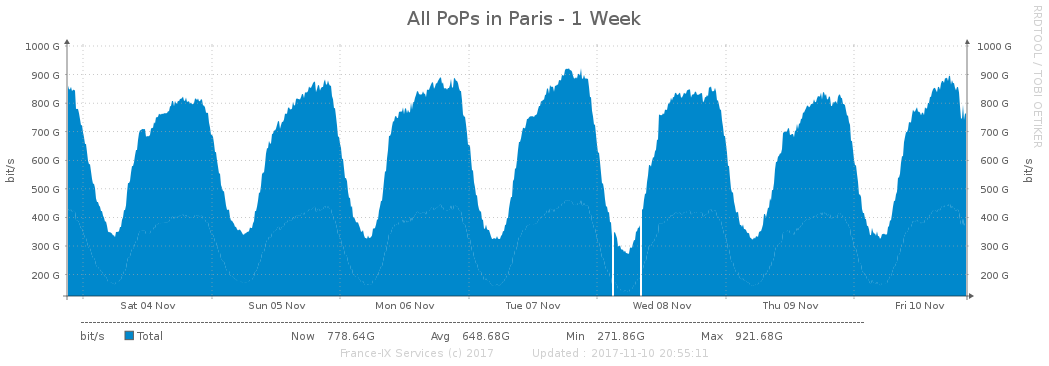 All PoPs in Paris - 1 Week
RRDTOOL / TOBI OETIKER
1000 G 1000 G
900 G 900 G
800 G 800 G
700 G 700 G
600 G 600 G
500 G 500 G
400 G 400 G
300 G 300 G
200 G 200 G
bit/s bit/s
Sat 04 Nov Sun 05 Nov Mon 06 Nov Tue 07 Nov Wed 08 Nov Thu 09 Nov Fri 10 Nov
bit/s Total Now 778.64G Avg 648.68G Min 271.86G Max 921.68G
France-IX Services (c) 2017 Updated : 2017-11-10 20:55:11